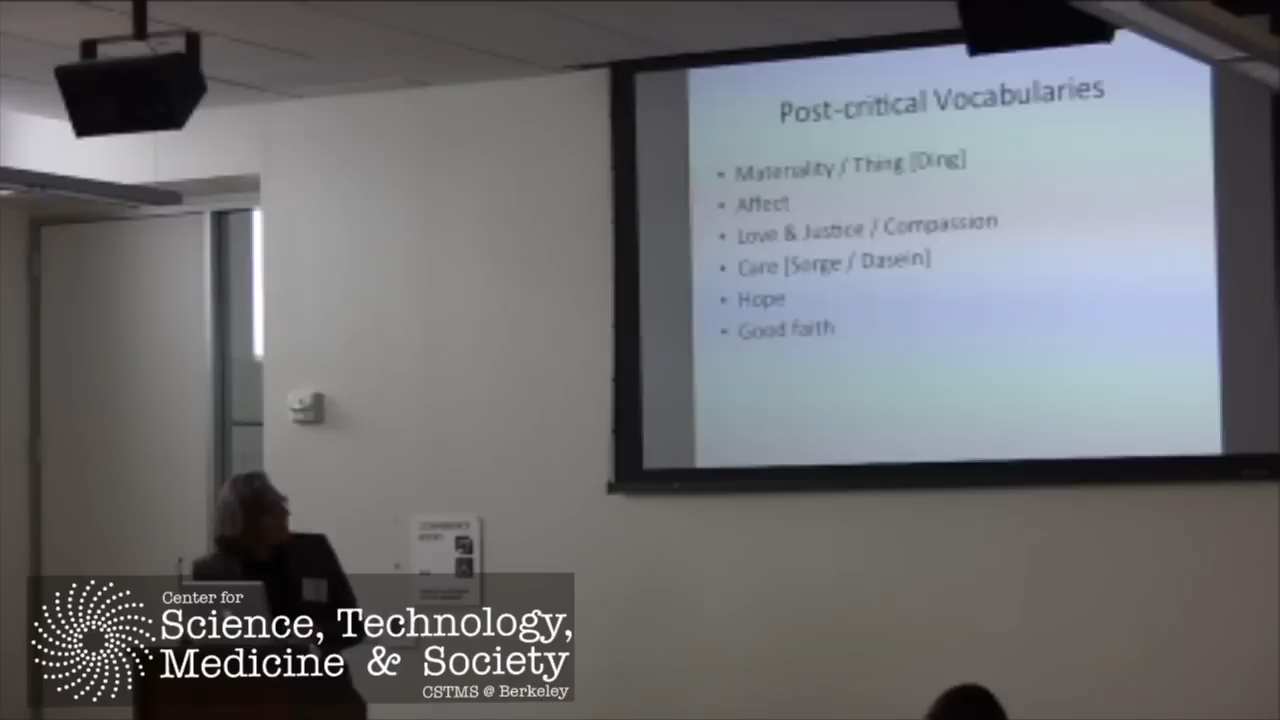 Post-critical Vocabularies
• Materiality / Thing [Ding]
• Affect
• Love & Justice / Compassion
• Care [Sorge / Dasein]
• Hope
• Good faith
CONFERENCE
Center for
Science, Technology,
Medicine & Society
CSTMS @ Berkeley